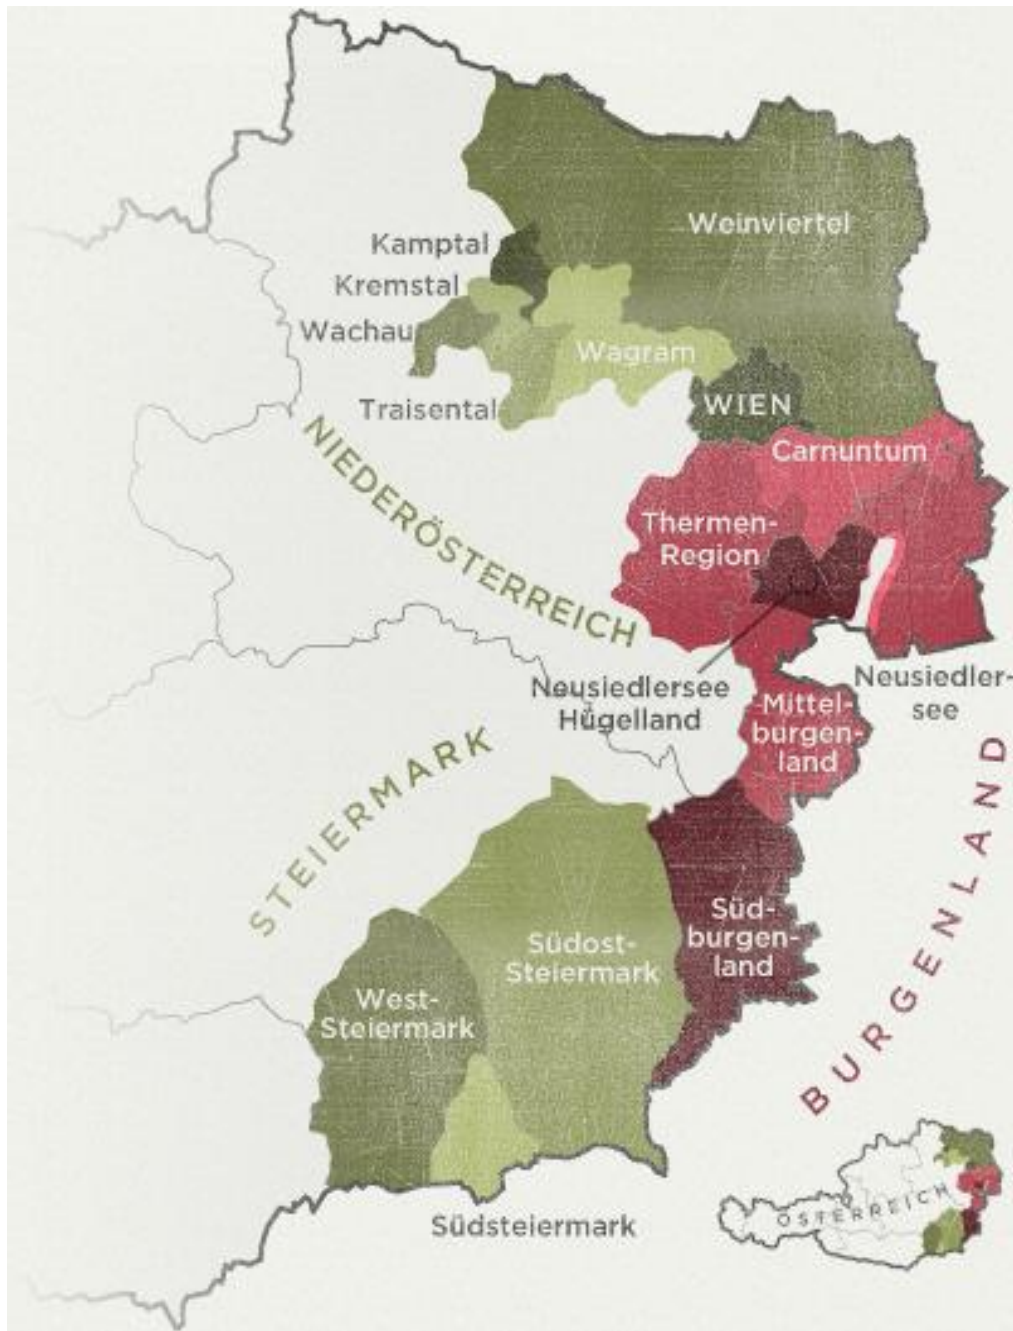 Weinviertel
Kamptal
Kremstal
Wachau
Wagram
Traisental
WIEN
Carnuntum
NIEDERÖSTERREICH
Thermen-
Region
Neusiedlersee
Hügelland
Neusiedler-
see
Mittel-
burgen-
land
STEIERMARK
BURGENLAND
Süd-
burgen-
land
Südost-
Steiermark
West-
Steiermark
Südsteiermark
ÖSTERREICH